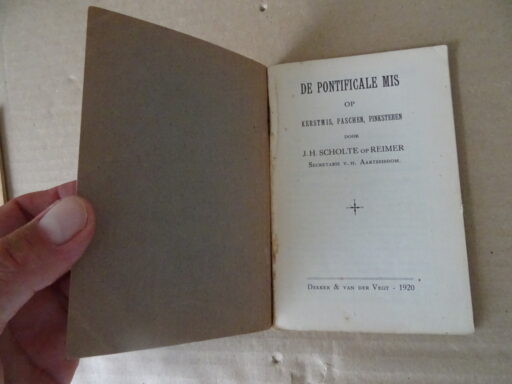 DE PONTIFICALE MIS
OP
KERSTMIS, PASCHEN, PINKSTEREN
DOOR
J. H. SCHOLTE OP REIMER
SECRETARIS V. H. AARTSBISDOM.
DEKKER & VAN DER VEGT - 1920